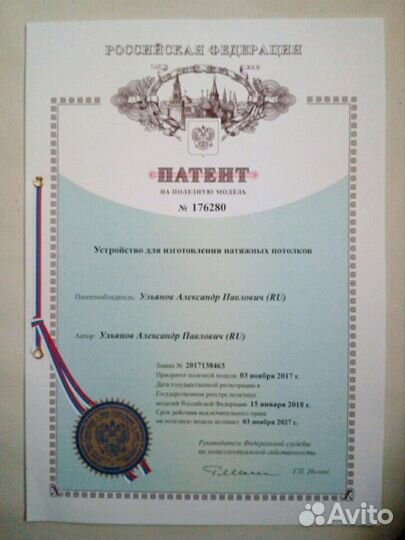 РОССИЙСКАЯ ФЕДЕРАЦИЯ
ПАТЕНТ
НА ПОЛЕЗНУЮ МОДЕЛЬ
№ 176280
Устройство для изготовления натяжных потолков
Патентообладатель: Ульянов Александр Павлович (RU)
Автор: Ульянов Александр Павлович (RU)
Заявка № 2017138463
Приоритет полезной модели 03 ноября 2017 г.
Дата государственной регистрации в
Государственном реестре полезных
моделей Российской Федерации 15 января 2018 г.
Срок действия исключительного права
на полезную модель истекает 03 ноября 2027 г.
Руководитель Федеральной службы
по интеллектуальной собственности
Г.П. Ивлиев
Avito